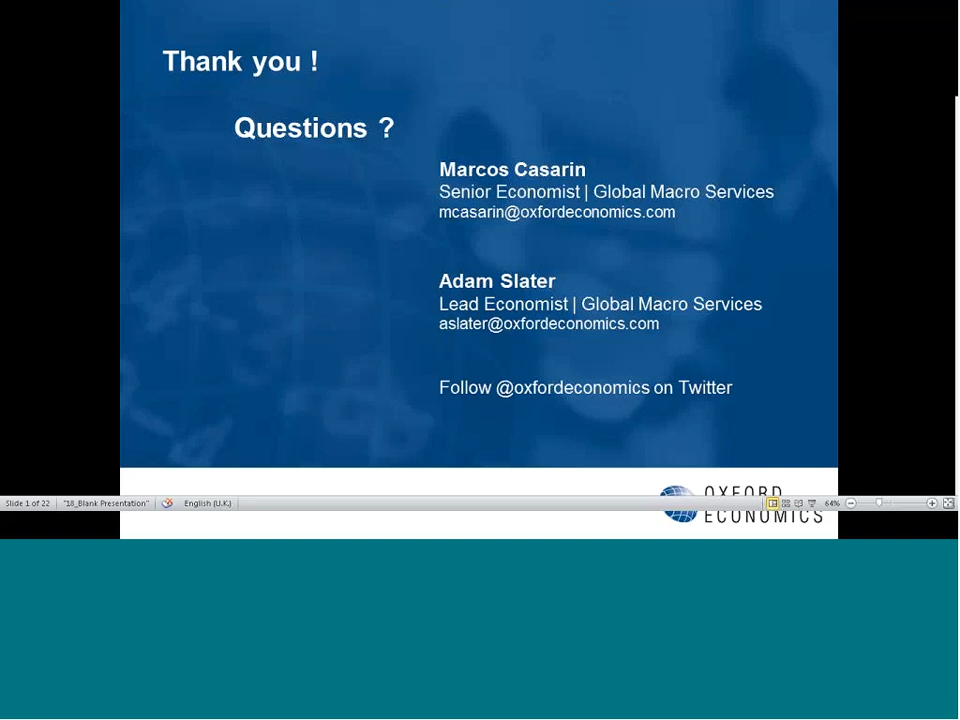 Thank you !
Questions ?
Marcos Casarin
Senior Economist | Global Macro Services
mcasarin@oxfordeconomics.com
Adam Slater
Lead Economist | Global Macro Services
aslater@oxfordeconomics.com
Follow @oxfordeconomics on Twitter
OXFORD
Slide 1 of 22 "18_Blank Presentation" English (U.K.) 64%
ECONOMICS